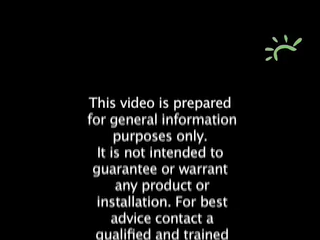 This video is prepared
for general information
purposes only.
It is not intended to
guarantee or warrant
any product or
installation. For best
advice contact a
qualified and trained